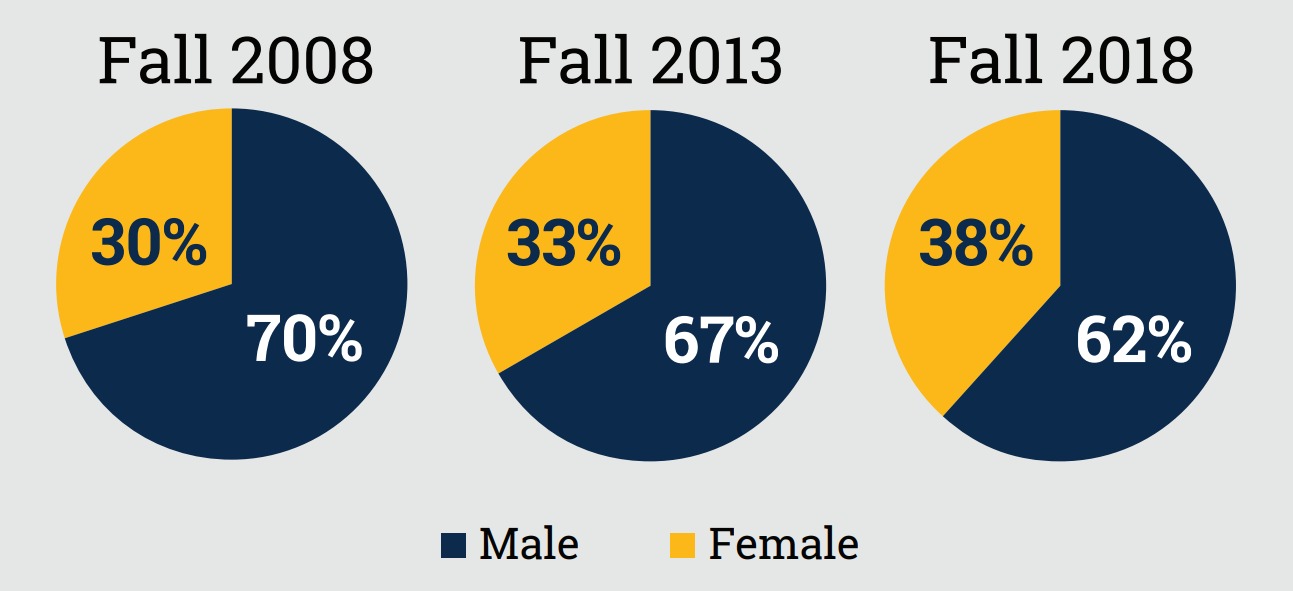 Fall 2008 Fall 2013 Fall 2018
30% 33% 38%
70% 67% 62%
Male Female